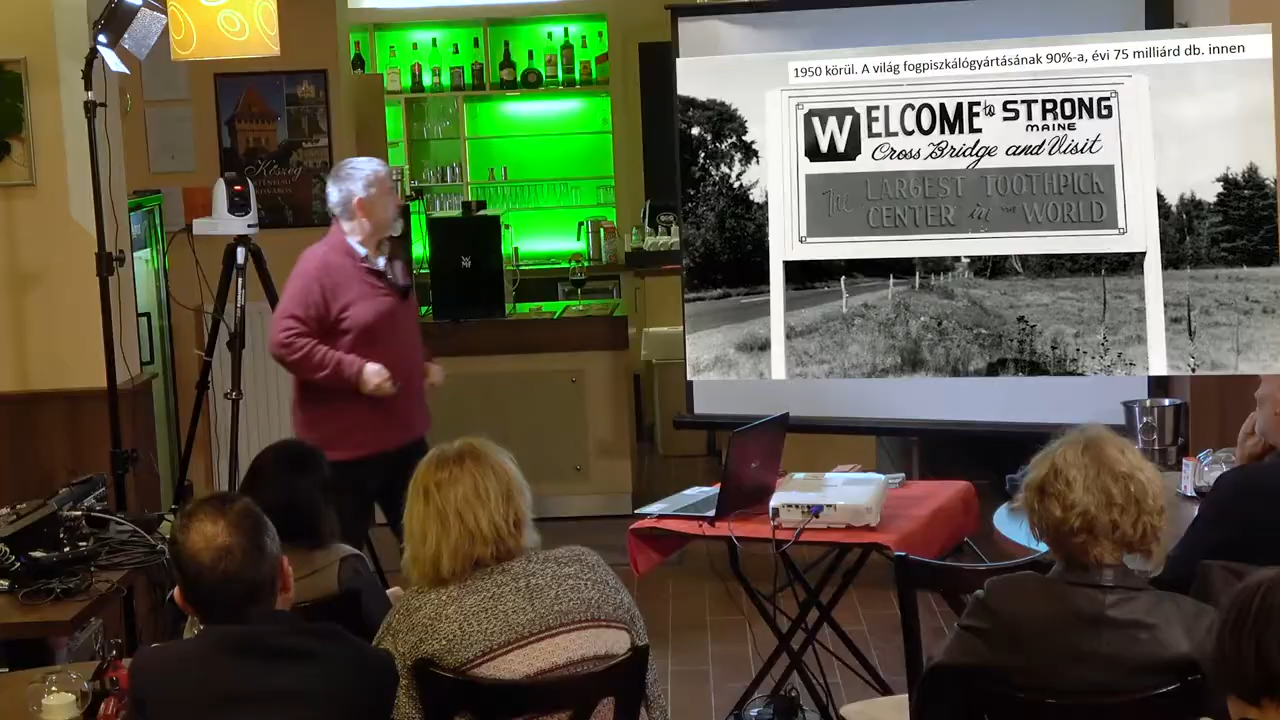 1950 körül. A világ fogpiszkálógyártásának 90%-a, évi 75 milliárd db. innen
WELCOME to STRONG
MAINE
Cross Bridge and Visit
The LARGEST TOOTHPICK
CENTER in THE WORLD
Kőszeg
WMF